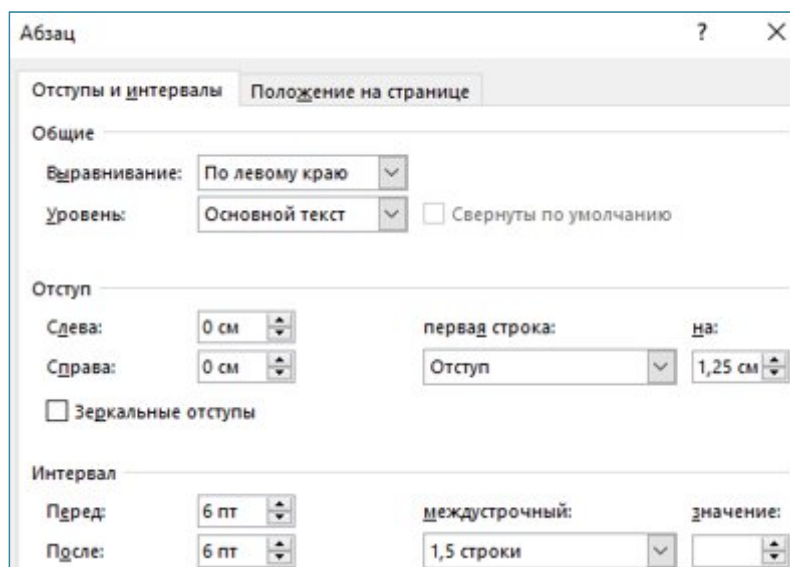 Абзац ? ×
Отступы и интервалы Положение на странице
Общие
Выравнивание: По левому краю
Уровень: Основной текст Свернуты по умолчанию
Отступ
Слева: 0 см первая строка: на:
Справа: 0 см Отступ 1,25 см
Зеркальные отступы
Интервал
Перед: 6 пт междустрочный: значение:
После: 6 пт 1,5 строки